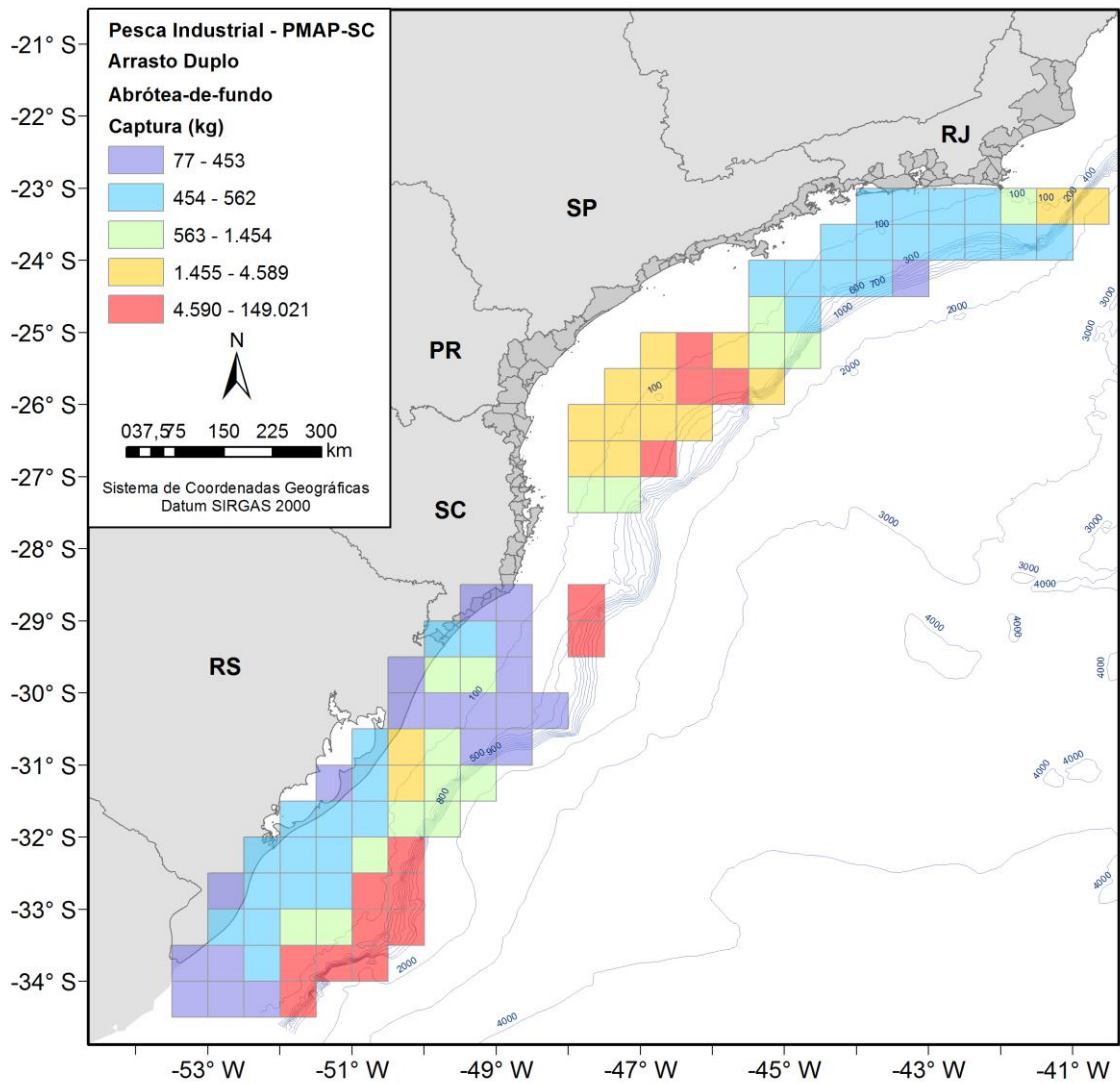 Pesca Industrial - PMAP-SC
Arrasto Duplo
Abrótea-de-fundo
Captura (kg)
77 - 453
454 - 562
563 - 1.454
1.455 - 4.589
4.590 - 149.021
N
037,575 150 225 300
km
Sistema de Coordenadas Geográficas
Datum SIRGAS 2000
-21° S
-22° S
-23° S
-24° S
-25° S
-26° S
-27° S
-28° S
-29° S
-30° S
-31° S
-32° S
-33° S
-34° S
RJ
SP
PR
SC
RS
400
200
100
100
100
300
600
700
1000
2000
3000
3000
2000
100
3000
3000
3000
4000
4000
4000
4000
100
500
900
800
4000
4000
4000
2000
4000
-53° W -51° W -49° W -47° W -45° W -43° W -41° W